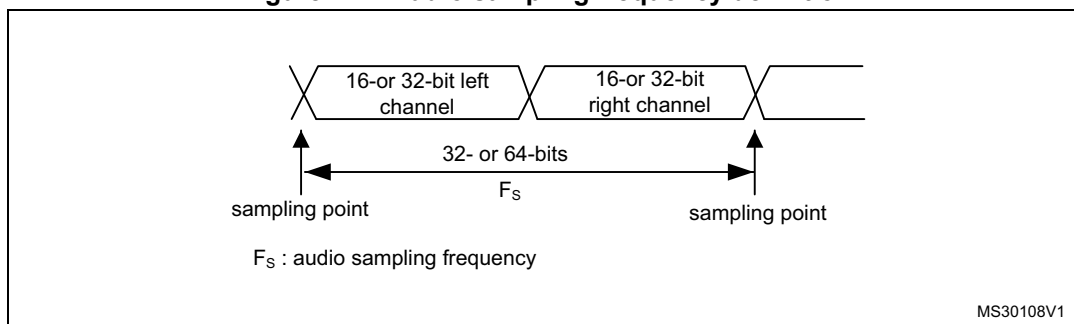 16-or 32-bit left
channel
16-or 32-bit
right channel
32- or 64-bits
FS
sampling point
sampling point
FS : audio sampling frequency
MS30108V1